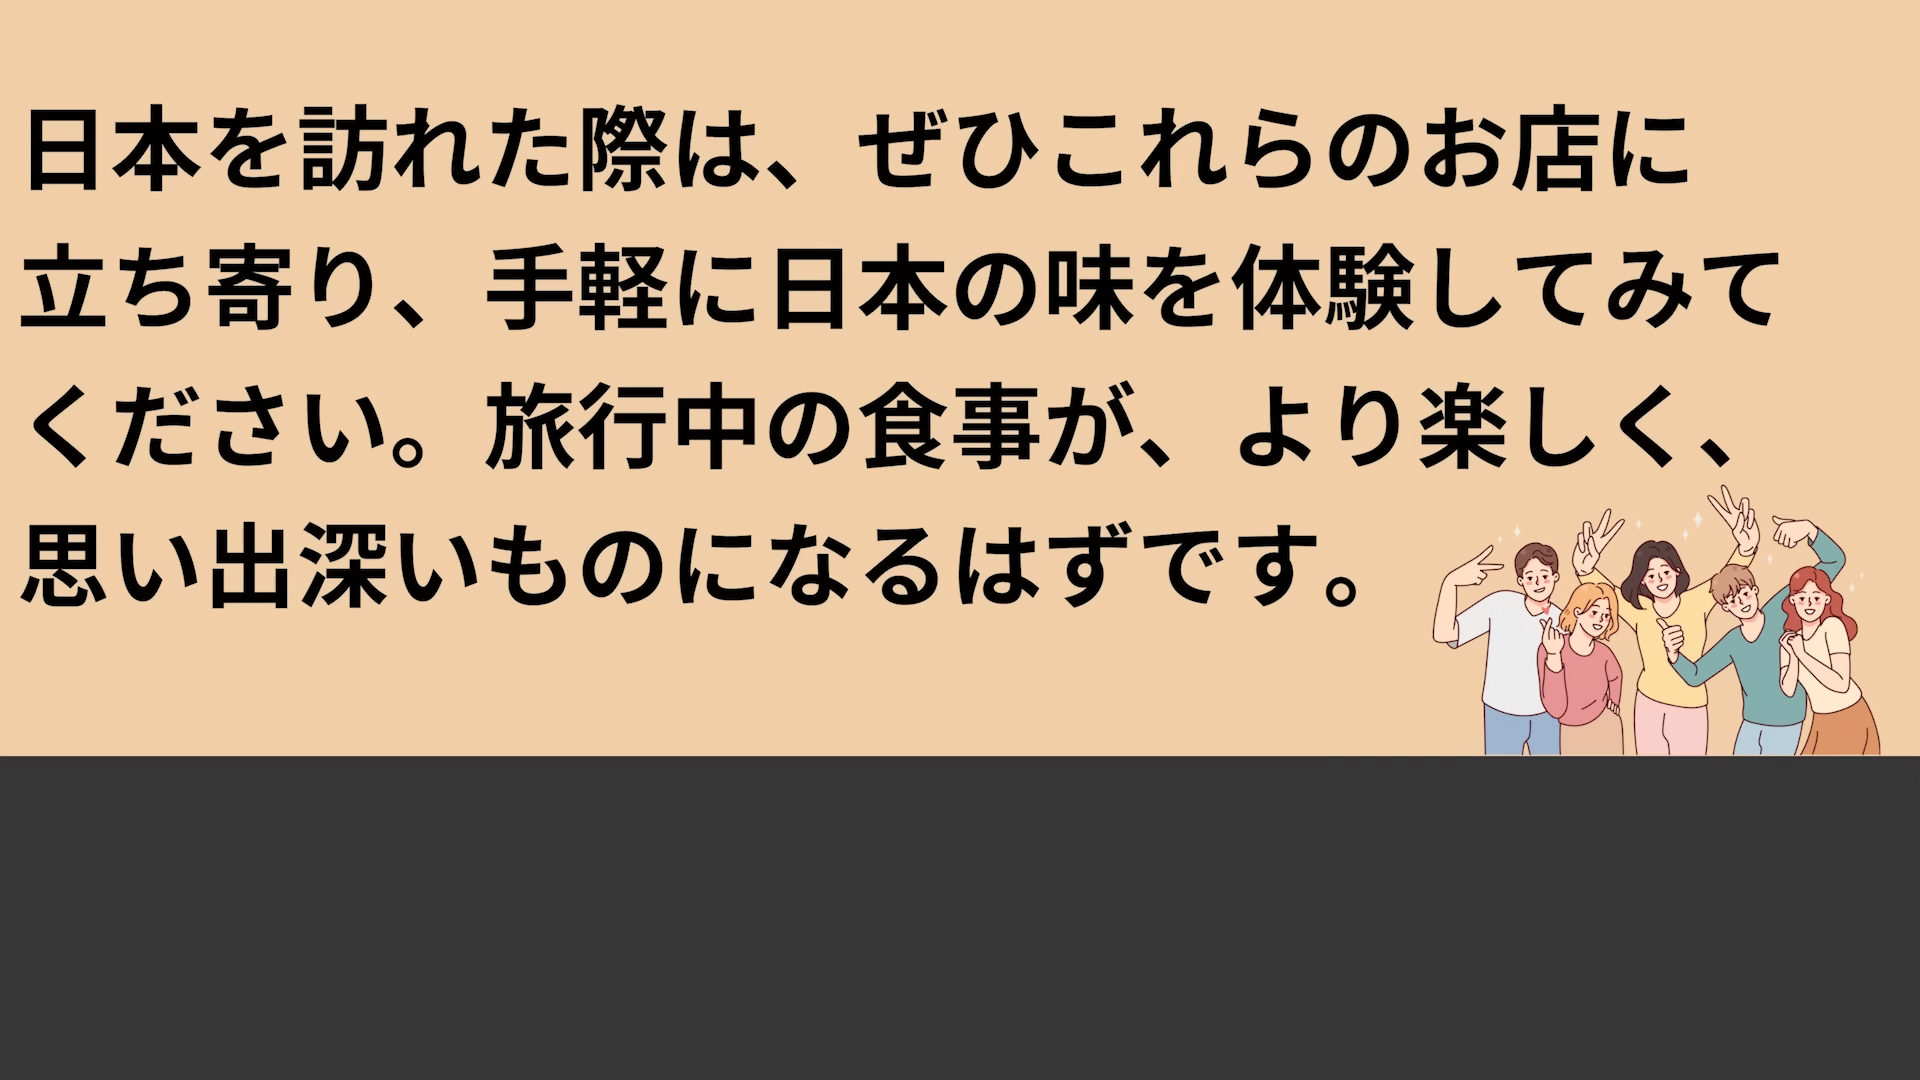 日本を訪れた際は、ぜひこれらのお店に
立ち寄り、手軽に日本の味を体験してみて
ください。旅行中の食事が、より楽しく、
思い出深いものになるはずです。